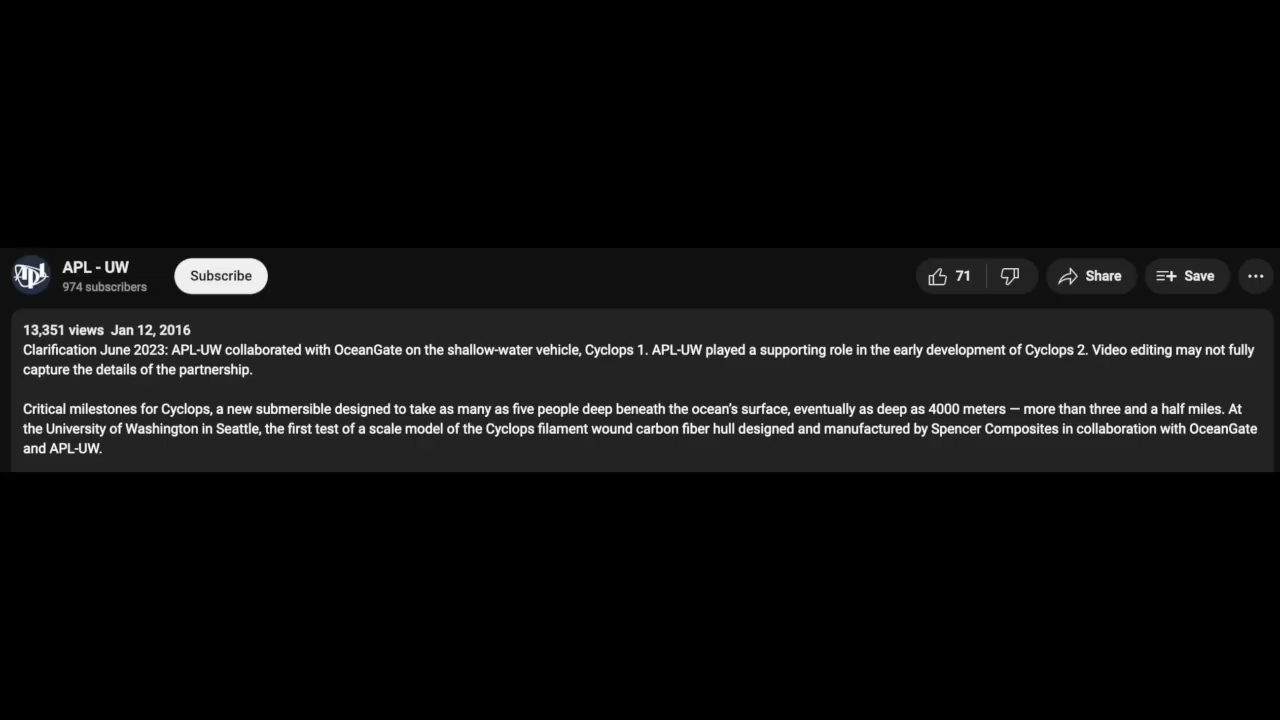 APL - UW
974 subscribers
Subscribe
71
Share
Save
13,351 views Jan 12, 2016
Clarification June 2023: APL-UW collaborated with OceanGate on the shallow-water vehicle, Cyclops 1. APL-UW played a supporting role in the early development of Cyclops 2. Video editing may not fully
capture the details of the partnership.
Critical milestones for Cyclops, a new submersible designed to take as many as five people deep beneath the ocean’s surface, eventually as deep as 4000 meters — more than three and a half miles. At
the University of Washington in Seattle, the first test of a scale model of the Cyclops filament wound carbon fiber hull designed and manufactured by Spencer Composites in collaboration with OceanGate
and APL-UW.